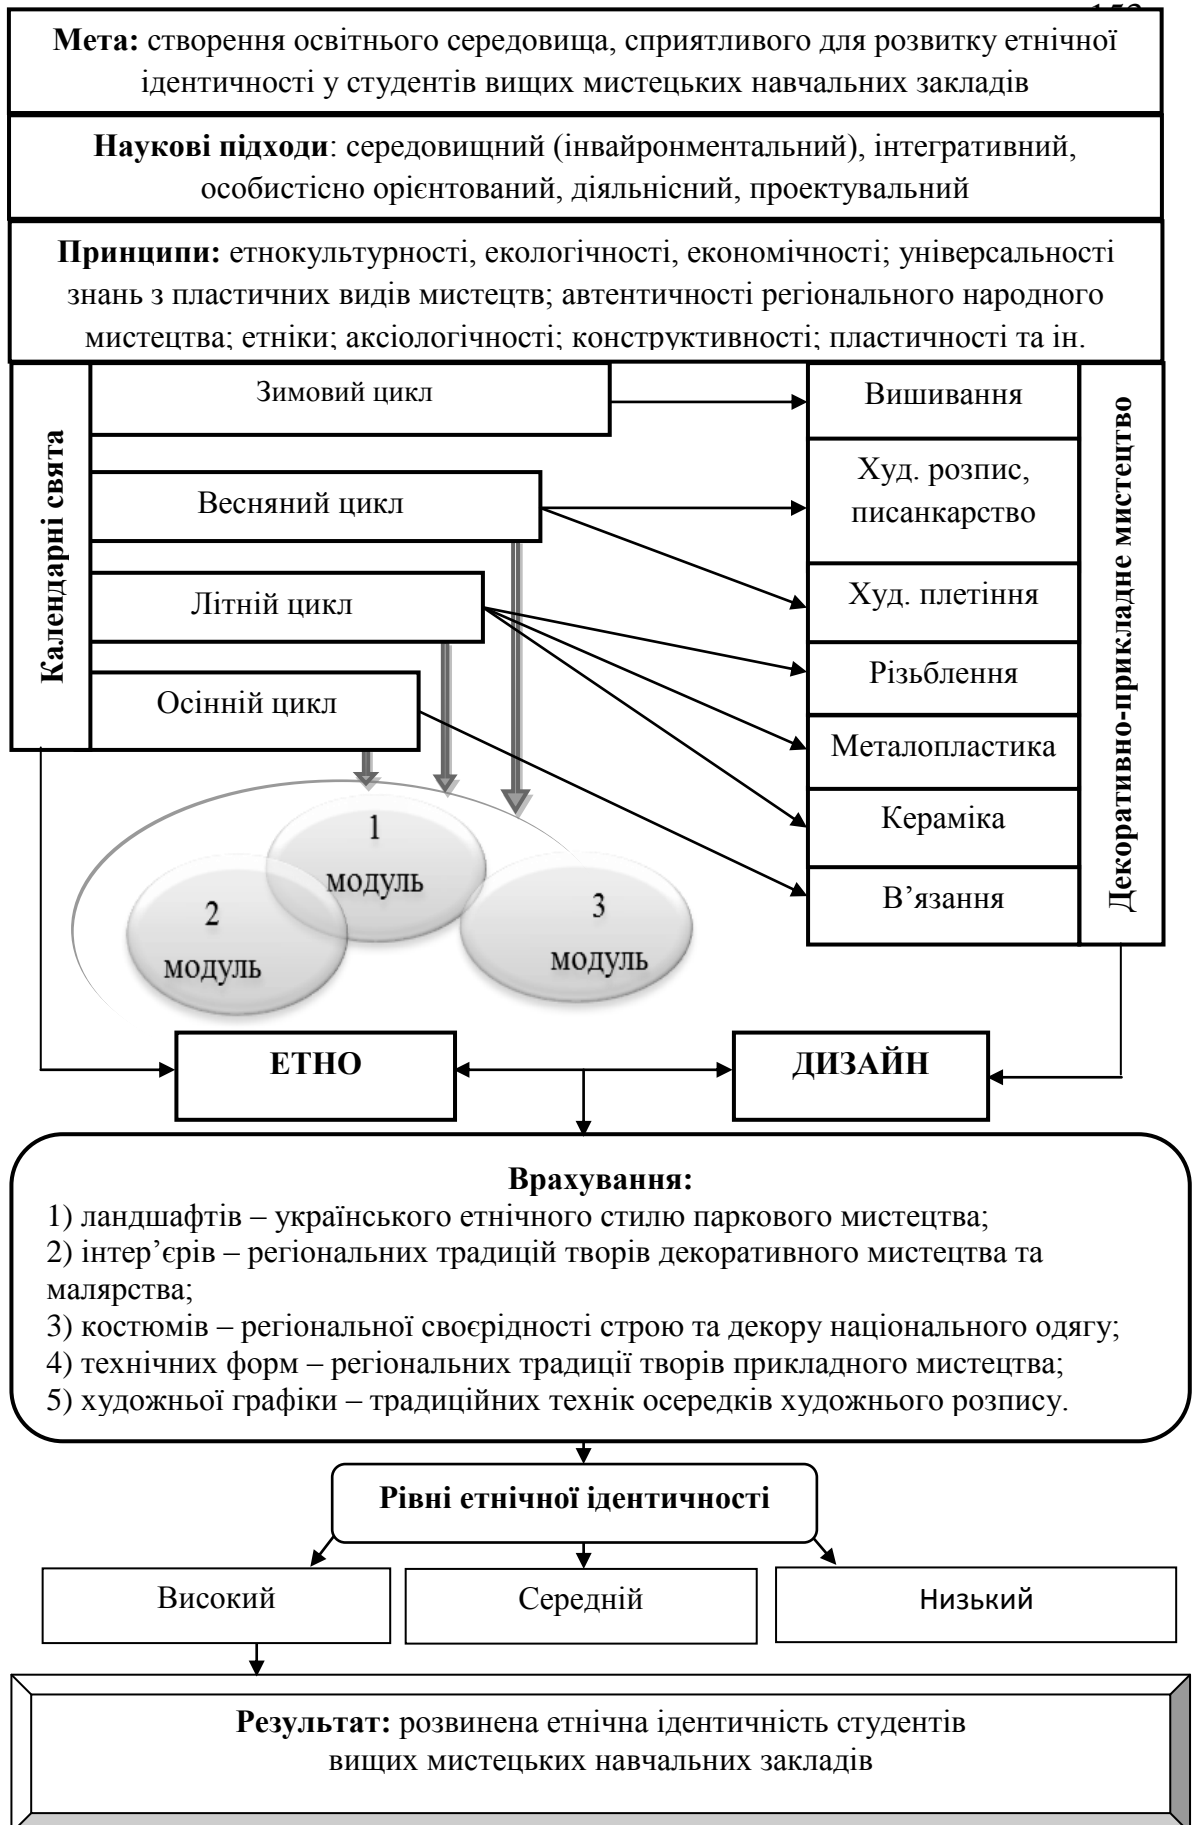 Мета: створення освітнього середовища, сприятливого для розвитку етнічної
ідентичності у студентів вищих мистецьких навчальних закладів
Наукові підходи: середовищний (інвайронментальний), інтегративний,
особистісно орієнтований, діяльнісний, проектувальний
Принципи: етнокультурності, екологічності, економічності; універсальності
знань з пластичних видів мистецтв; автентичності регіонального народного
мистецтва; етніки; аксіологічності; конструктивності; пластичності та ін.
Календарні свята
Зимовий цикл
Весняний цикл
Літній цикл
Осінній цикл
Вишивання
Худ. розпис,
писанкарство
Худ. плетіння
Різьблення
Металопластика
Кераміка
В’язання
Декоративно-прикладне мистецтво
1
модуль
2
модуль
3
модуль
ЕТНО
ДИЗАЙН
Врахування:
1) ландшафтів – українського етнічного стилю паркового мистецтва;
2) інтер’єрів – регіональних традицій творів декоративного мистецтва та
малярства;
3) костюмів – регіональної своєрідності строю та декору національного одягу;
4) технічних форм – регіональних традиції творів прикладного мистецтва;
5) художньої графіки – традиційних технік осередків художнього розпису.
Рівні етнічної ідентичності
Високий
Середній
Низький
Результат: розвинена етнічна ідентичність студентів
вищих мистецьких навчальних закладів